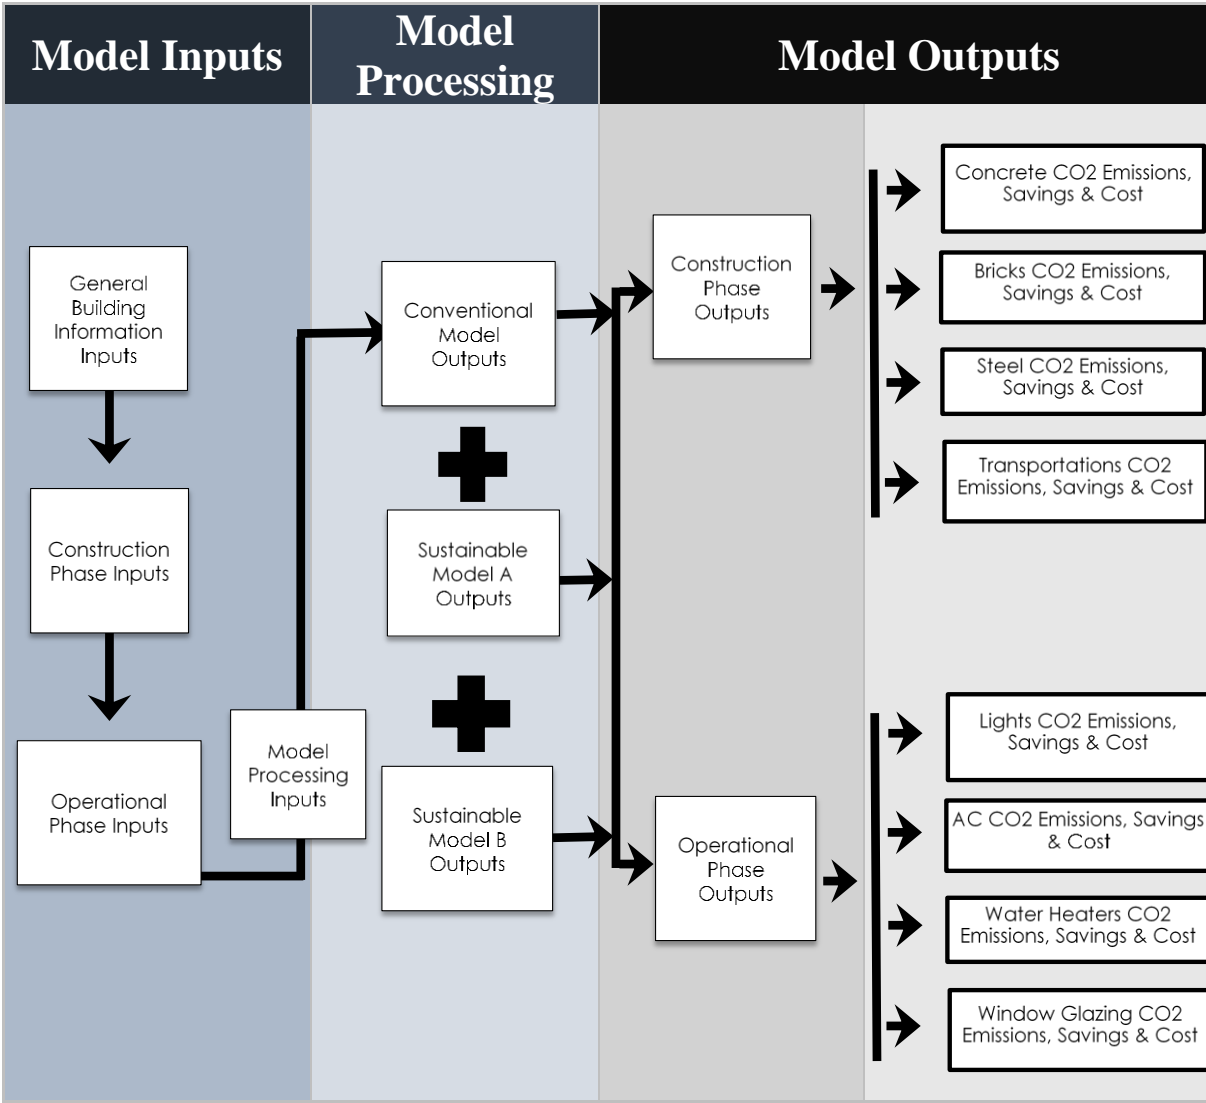 Model Inputs
Model
Processing
Model Outputs
General
Building
Information
Inputs
Construction
Phase Inputs
Operational
Phase Inputs
Model
Processing
Inputs
Conventional
Model
Outputs
Sustainable
Model A
Outputs
Sustainable
Model B
Outputs
Construction
Phase
Outputs
Operational
Phase
Outputs
Concrete CO2 Emissions,
Savings & Cost
Bricks CO2 Emissions,
Savings & Cost
Steel CO2 Emissions,
Savings & Cost
Transportations CO2
Emissions, Savings & Cost
Lights CO2 Emissions,
Savings & Cost
AC CO2 Emissions, Savings
& Cost
Water Heaters CO2
Emissions, Savings & Cost
Window Glazing CO2
Emissions, Savings & Cost